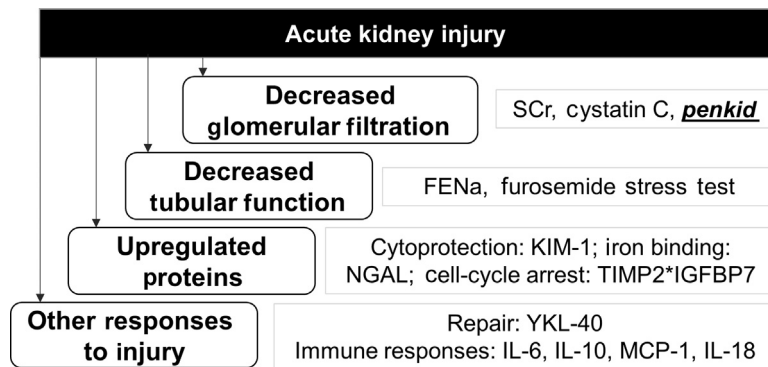 Acute kidney injury
Decreased
glomerular filtration
SCr, cystatin C, penkid
Decreased
tubular function
FENa, furosemide stress test
Upregulated
proteins
Cytoprotection: KIM-1; iron binding:
NGAL; cell-cycle arrest: TIMP2*IGFBP7
Other responses
to injury
Repair: YKL-40
Immune responses: IL-6, IL-10, MCP-1, IL-18